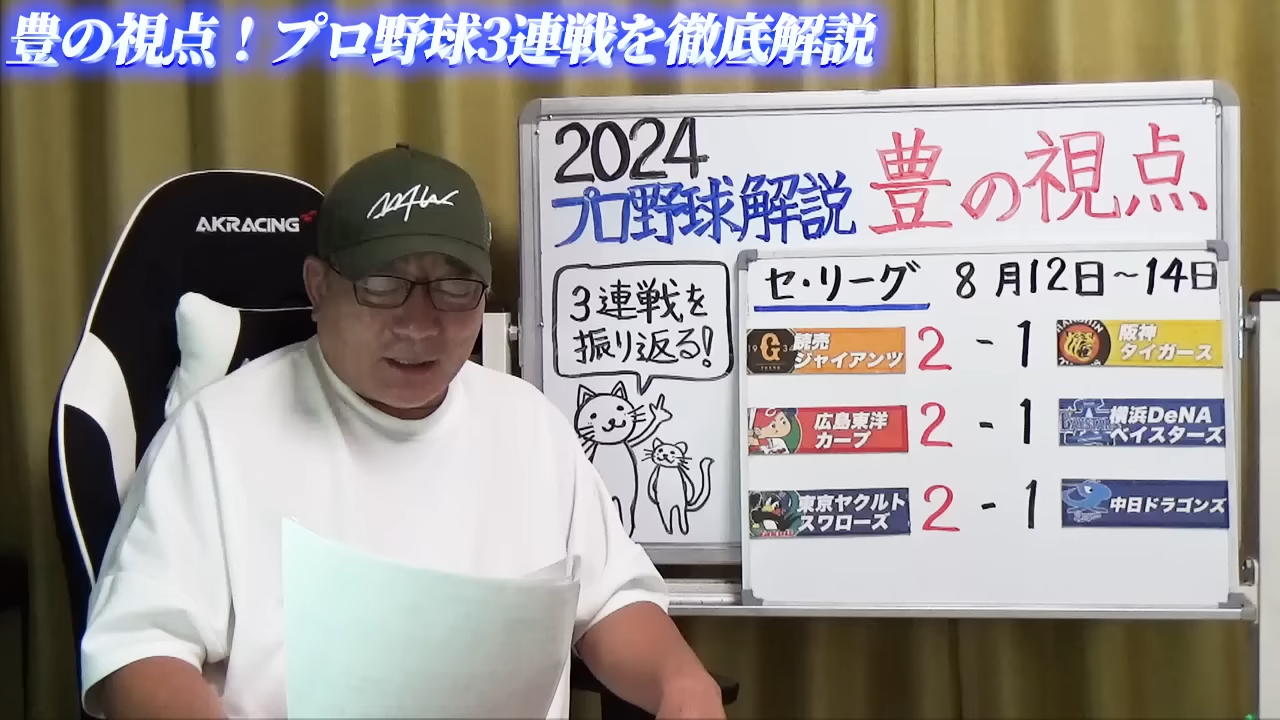 豊の視点！プロ野球3連戦を徹底解説
AKRACING
2024
プロ野球解説 豊の視点
3連戦を
振り返る!
セ・リーグ 8月12日~14日
読売
ジャイアンツ
2 - 1
阪神
タイガース
広島東洋
カープ
2 - 1
横浜DeNA
ベイスターズ
東京ヤクルト
スワローズ
2 - 1
中日ドラゴンズ